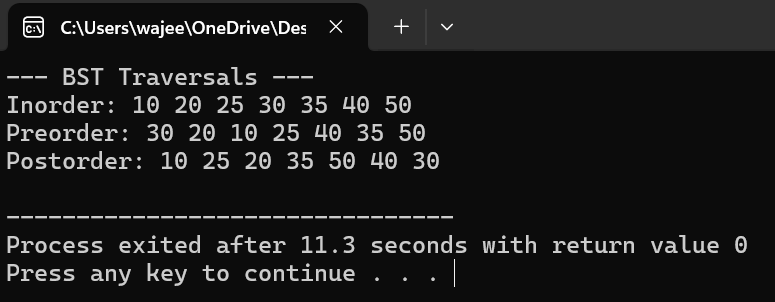 C:\Users\wajee\OneDrive\Des
--- BST Traversals ---
Inorder: 10 20 25 30 35 40 50
Preorder: 30 20 10 25 40 35 50
Postorder: 10 25 20 35 50 40 30
--------------------------------
Process exited after 11.3 seconds with return value 0
Press any key to continue . . .